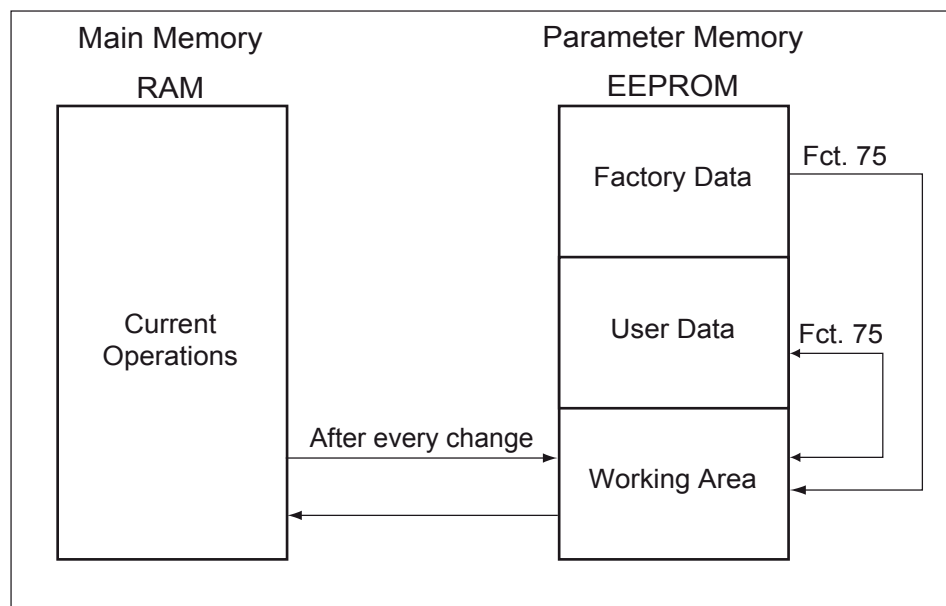 Main Memory
RAM
Parameter Memory
EEPROM
Factory Data
Fct. 75
User Data
Fct. 75
Current
Operations
After every change
Working Area